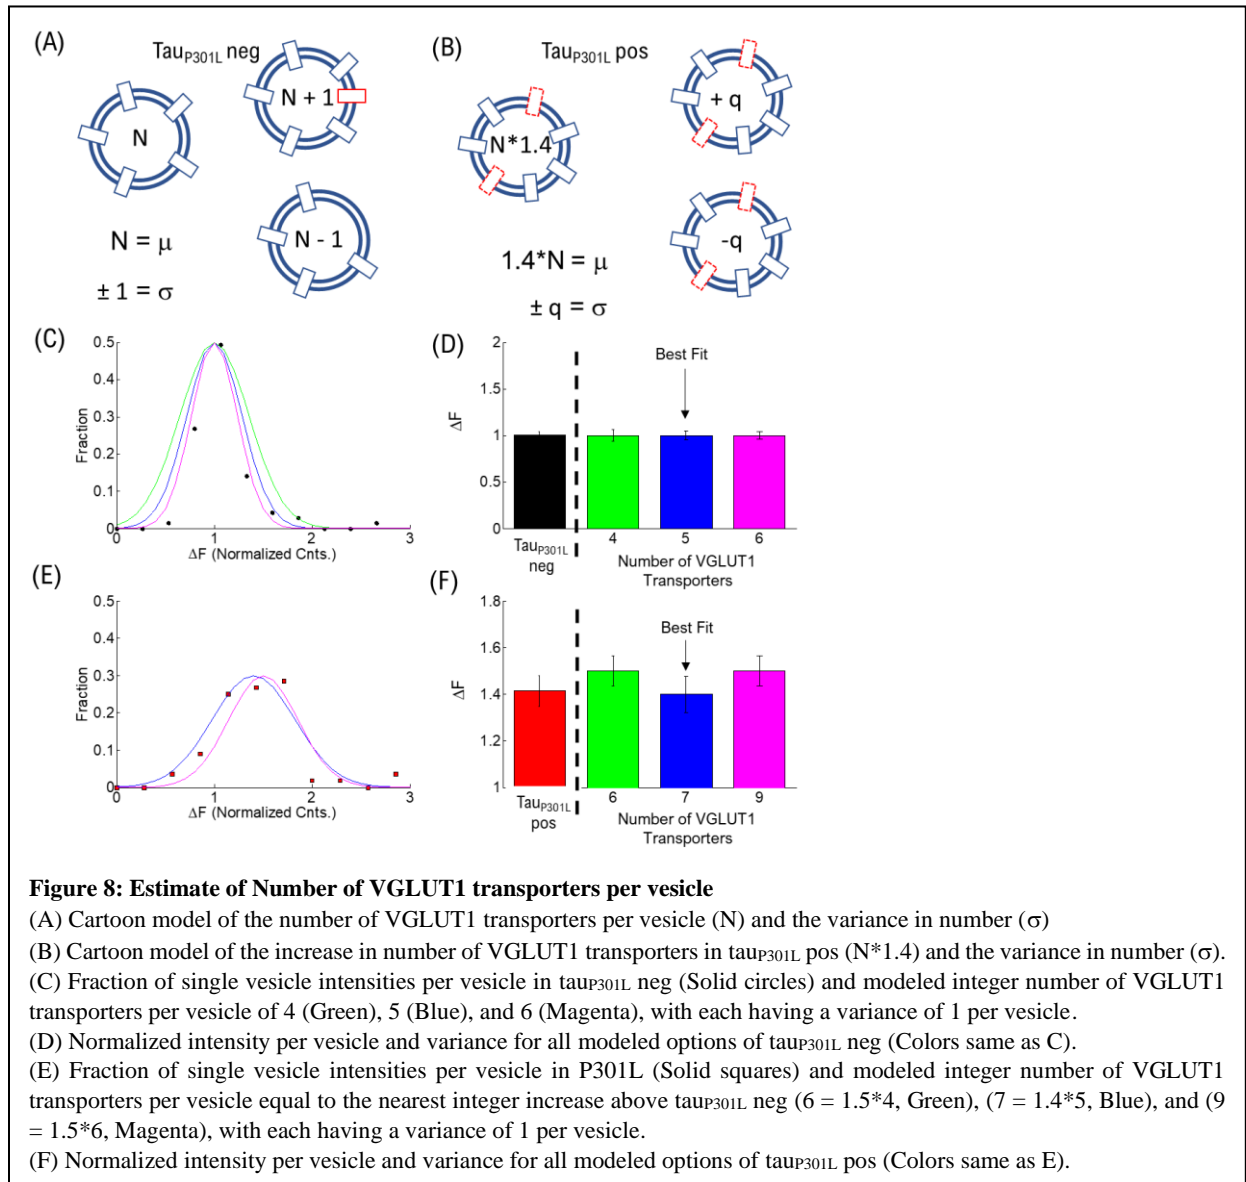 (A)
Tau_P301L neg
N
N + 1
N - 1
N = μ
± 1 = σ
(B)
Tau_P301L pos
N*1.4
+ q
-q
1.4*N = μ
± q = σ
(C)
0.5
0.4
0.3
0.2
0.1
0
Fraction
0 1 2 3
ΔF (Normalized Cnts.)
(D)
2
1.5
1
0.5
0
ΔF
Best Fit
Tau_P301L
neg
4 5 6
Number of VGLUT1
Transporters
(E)
0.5
0.4
0.3
0.2
0.1
0
Fraction
0 1 2 3
ΔF (Normalized Cnts.)
(F)
1.8
1.6
1.4
1.2
1
ΔF
Best Fit
Tau_P301L
pos
6 7 9
Number of VGLUT1
Transporters
Figure 8: Estimate of Number of VGLUT1 transporters per vesicle
(A) Cartoon model of the number of VGLUT1 transporters per vesicle (N) and the variance in number (σ)
(B) Cartoon model of the increase in number of VGLUT1 transporters in tau_P301L pos (N*1.4) and the variance in number (σ).
(C) Fraction of single vesicle intensities per vesicle in tau_P301L neg (Solid circles) and modeled integer number of VGLUT1
transporters per vesicle of 4 (Green), 5 (Blue), and 6 (Magenta), with each having a variance of 1 per vesicle.
(D) Normalized intensity per vesicle and variance for all modeled options of tau_P301L neg (Colors same as C).
(E) Fraction of single vesicle intensities per vesicle in P301L (Solid squares) and modeled integer number of VGLUT1
transporters per vesicle equal to the nearest integer increase above tau_P301L neg (6 = 1.5*4, Green), (7 = 1.4*5, Blue), and (9
= 1.5*6, Magenta), with each having a variance of 1 per vesicle.
(F) Normalized intensity per vesicle and variance for all modeled options of tau_P301L pos (Colors same as E).